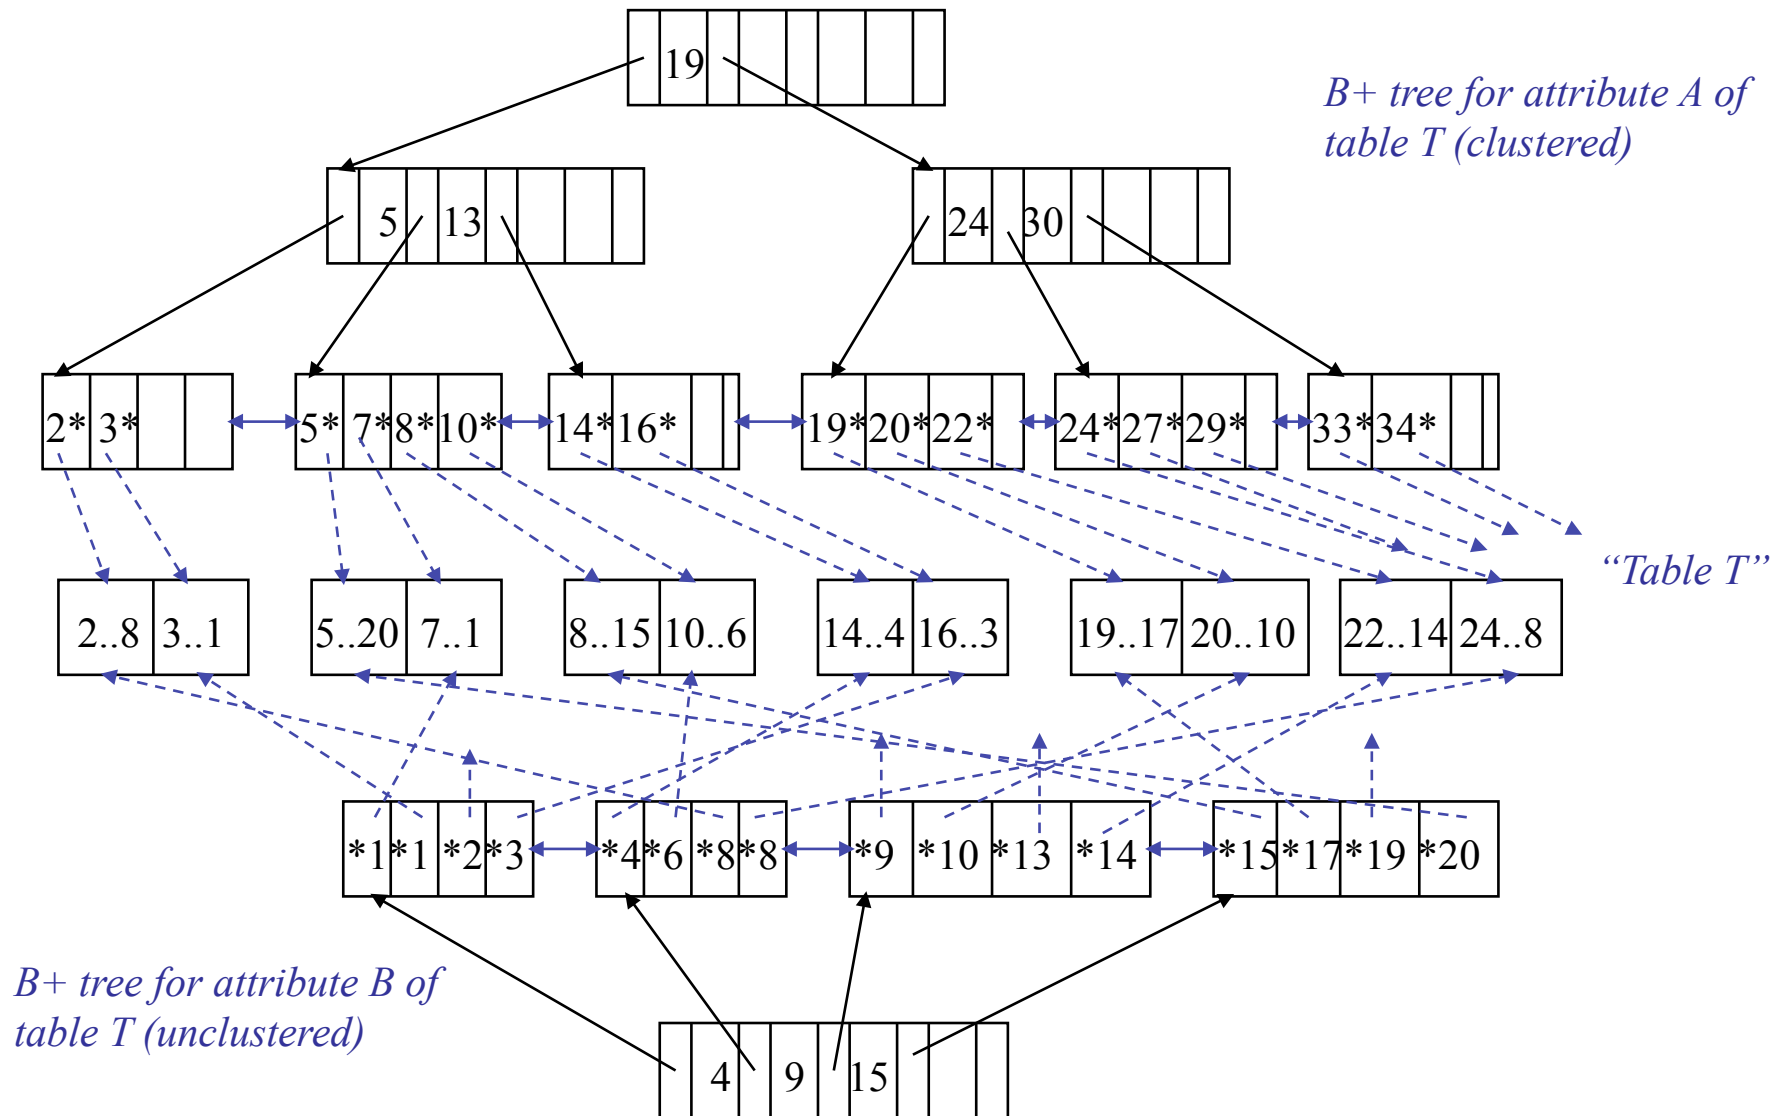 19
B+ tree for attribute A of
table T (clustered)
5 13
24 30
2* 3*
5* 7* 8* 10*
14* 16*
19* 20* 22*
24* 27* 29*
33* 34*
“Table T”
2..8 3..1
5..20 7..1
8..15 10..6
14..4 16..3
19..17 20..10
22..14 24..8
*1 *1 *2 *3
*4 *6 *8 *8
*9 *10 *13 *14
*15 *17 *19 *20
B+ tree for attribute B of
table T (unclustered)
4 9 15